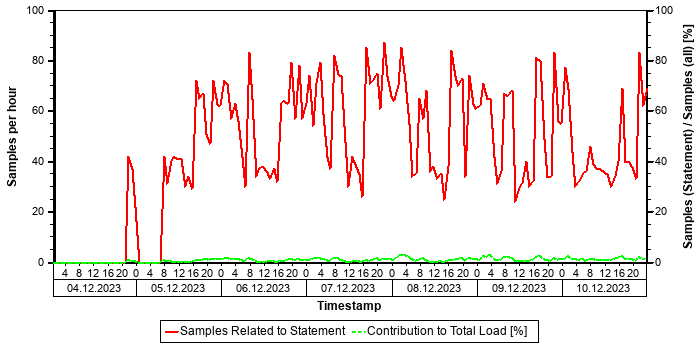 100
80
60
40
20
0
100
80
60
40
20
0
Samples per hour
Samples (Statement) / Samples (all) [%]
4 8 12 16 20 0 4 8 12 16 20 0 4 8 12 16 20 0 4 8 12 16 20 0 4 8 12 16 20 0 4 8 12 16 20 0 4 8 12 16 20
04.12.2023 05.12.2023 06.12.2023 07.12.2023 08.12.2023 09.12.2023 10.12.2023
Timestamp
Samples Related to Statement Contribution to Total Load [%]